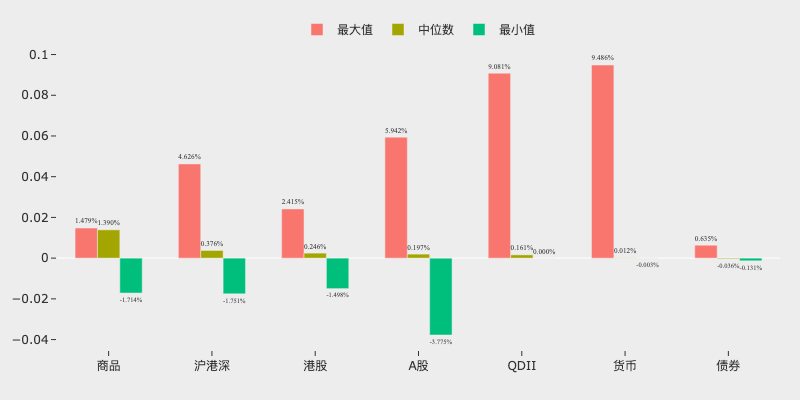 最大值 中位数 最小值
0.1
0.08
0.06
0.04
0.02
0
−0.02
−0.04
1.479% 1.390% -1.714%
4.626% 0.376% -1.751%
2.415% 0.246% -1.498%
5.942% 0.197% -3.775%
9.081% 0.161% 0.000%
9.486% 0.012% -0.003%
0.635% -0.036% -0.131%
商品 沪港深 港股 A股 QDII 货币 债券